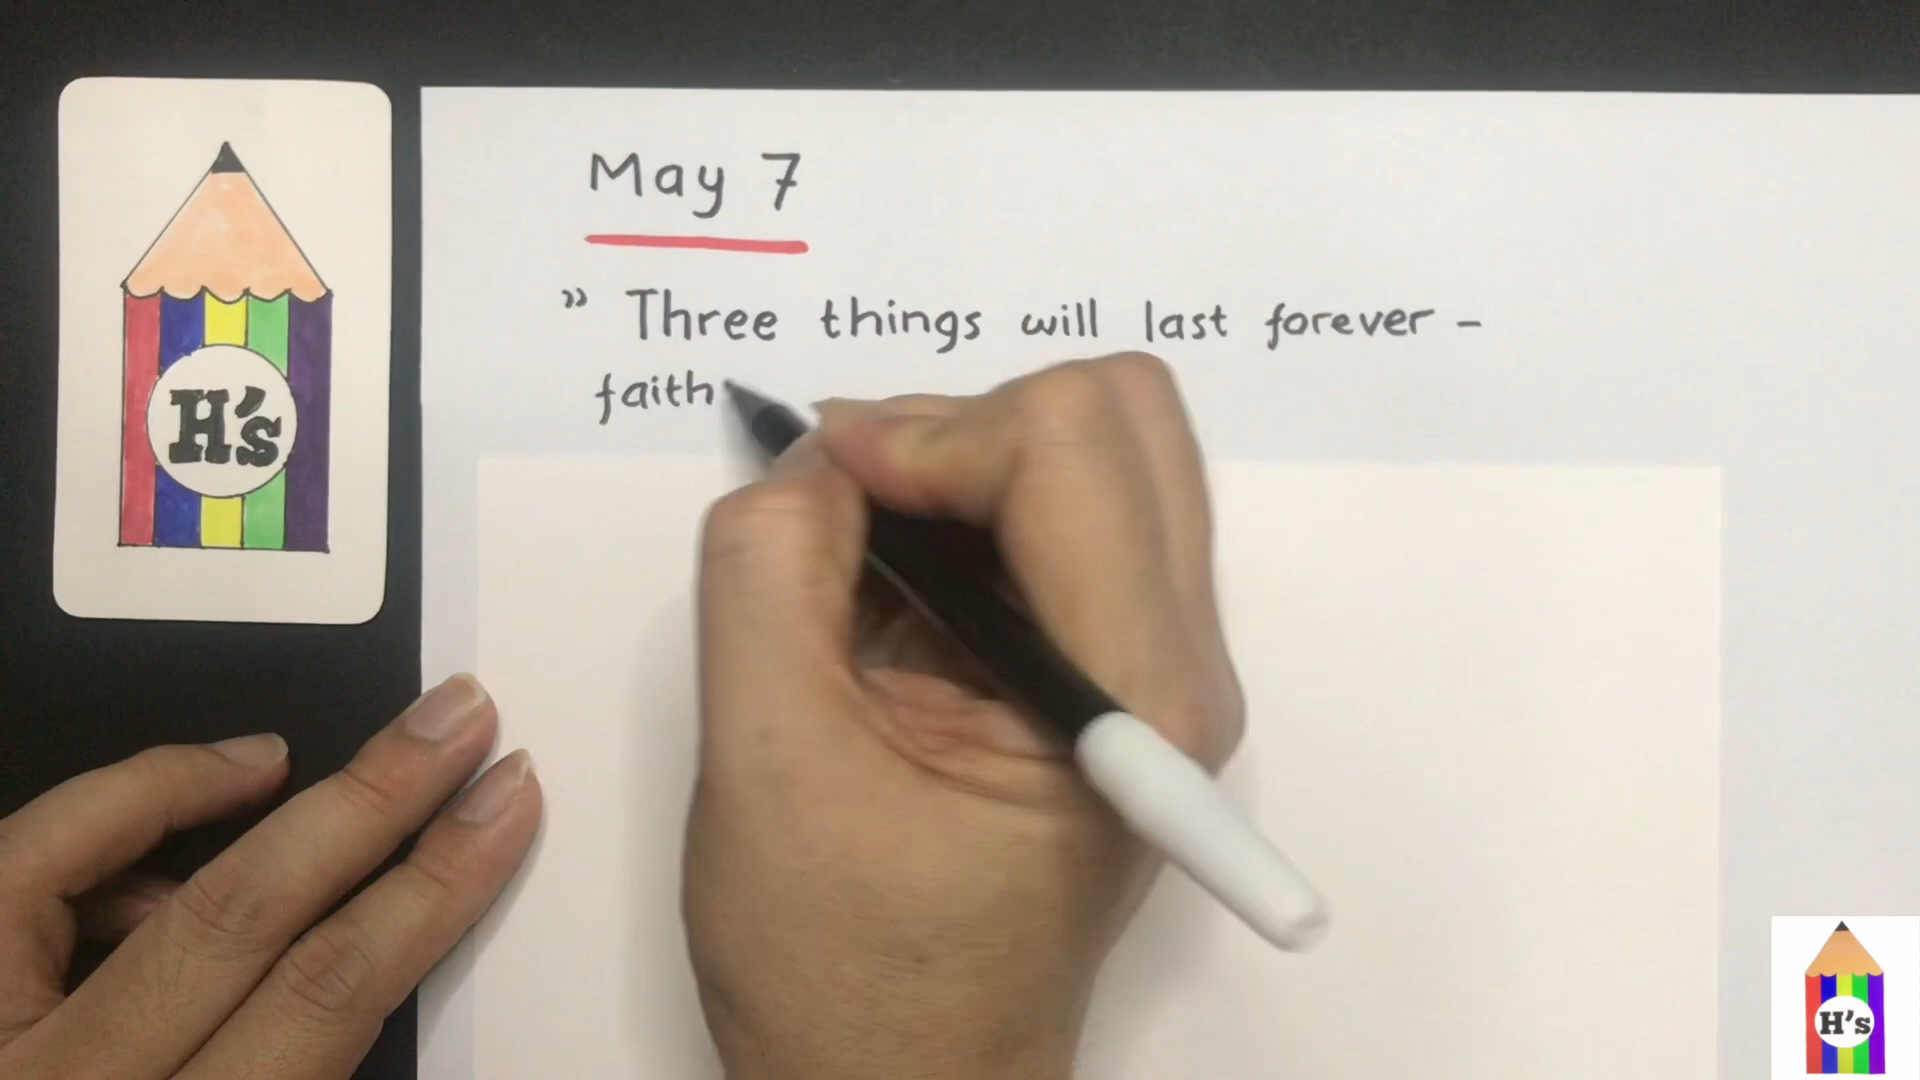 May 7
” Three things will last forever -
faith
H's
H's